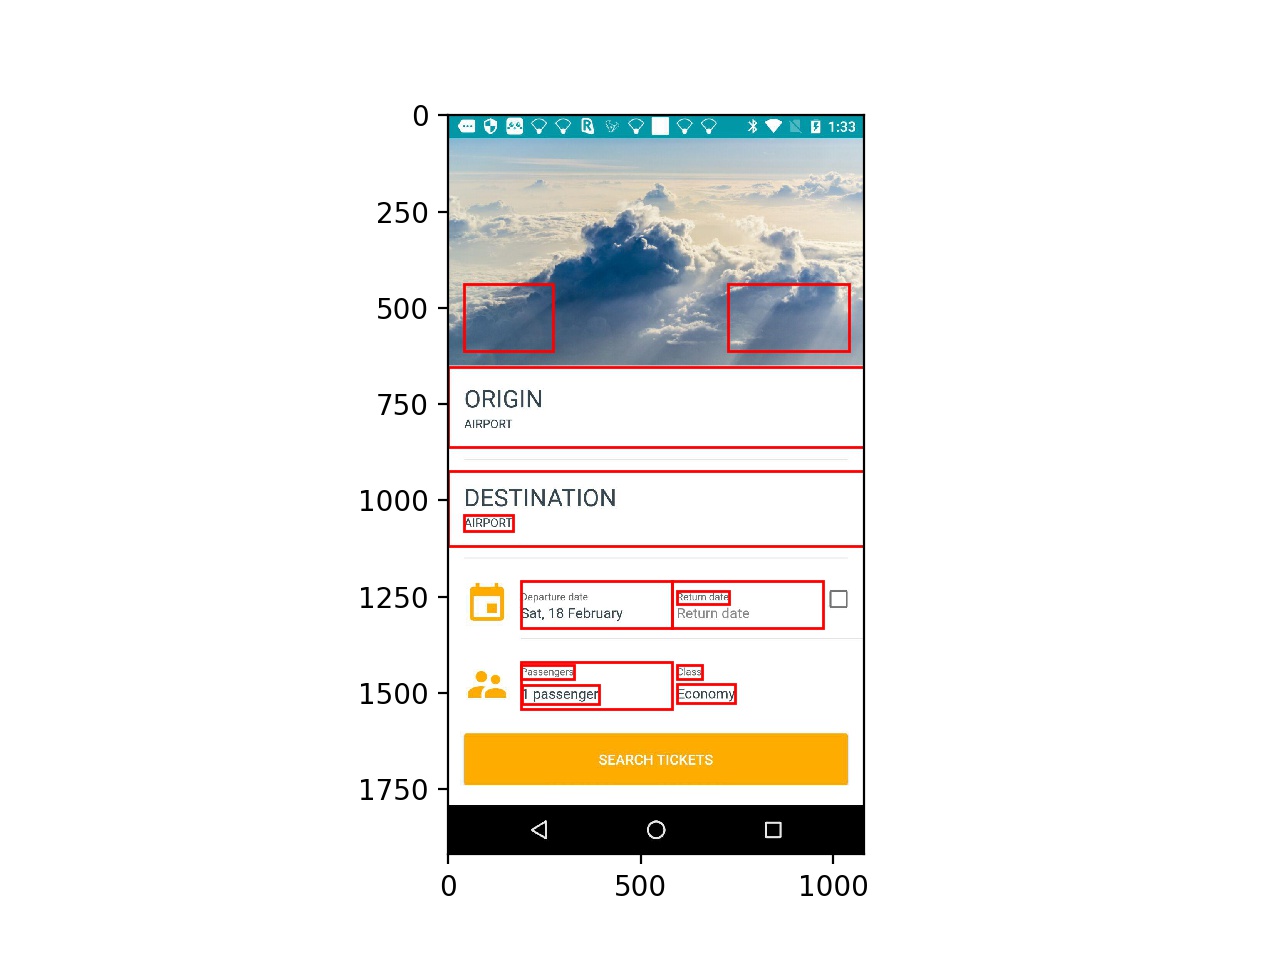 0
1:33
250
500
ORIGIN
750
AIRPORT
DESTINATION
1000
AIRPORT
Departure date Return date
1250
Sat, 18 February Return date
Passengers Class
1500
1 passenger Economy
SEARCH TICKETS
1750
0 500 1000